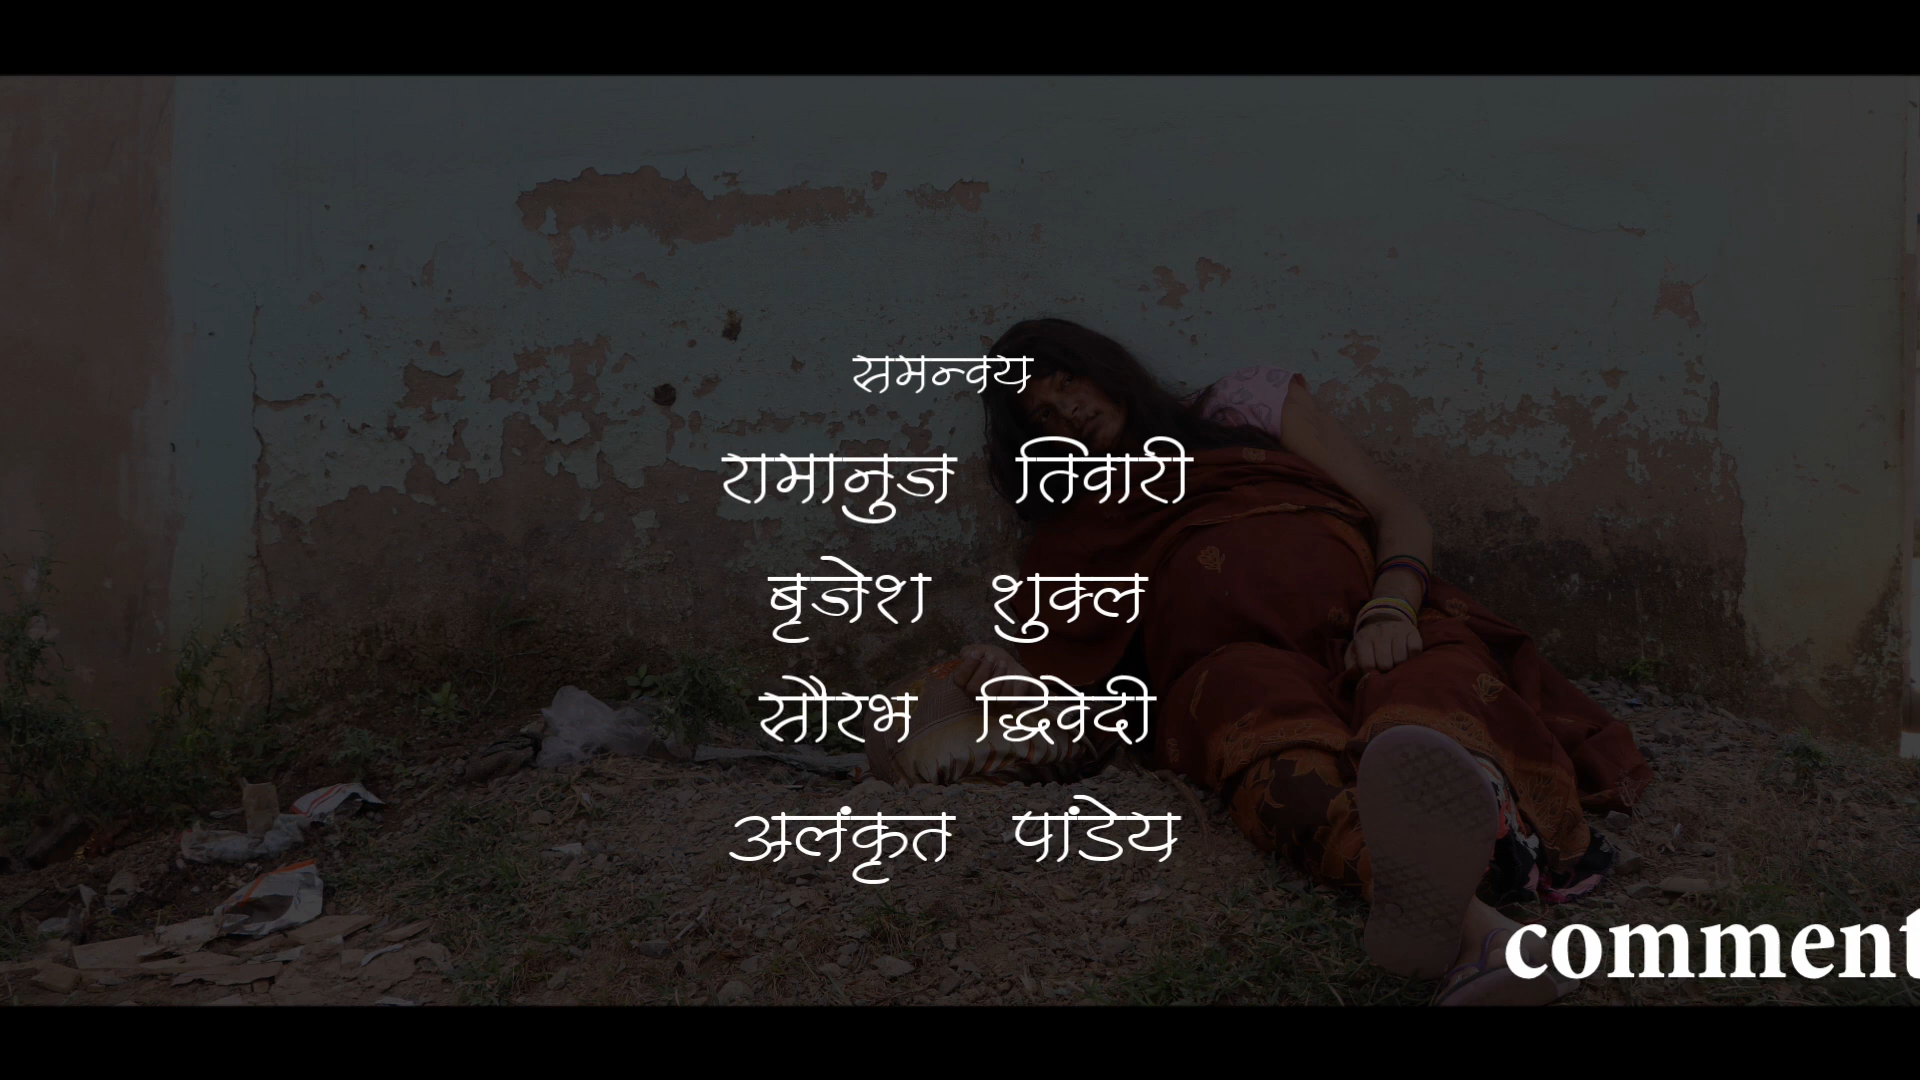 समन्वय
रामानुज तिवारी
बृजेश शुक्ल
सौरभ द्विवेदी
अलंकृत पांडेय
comment